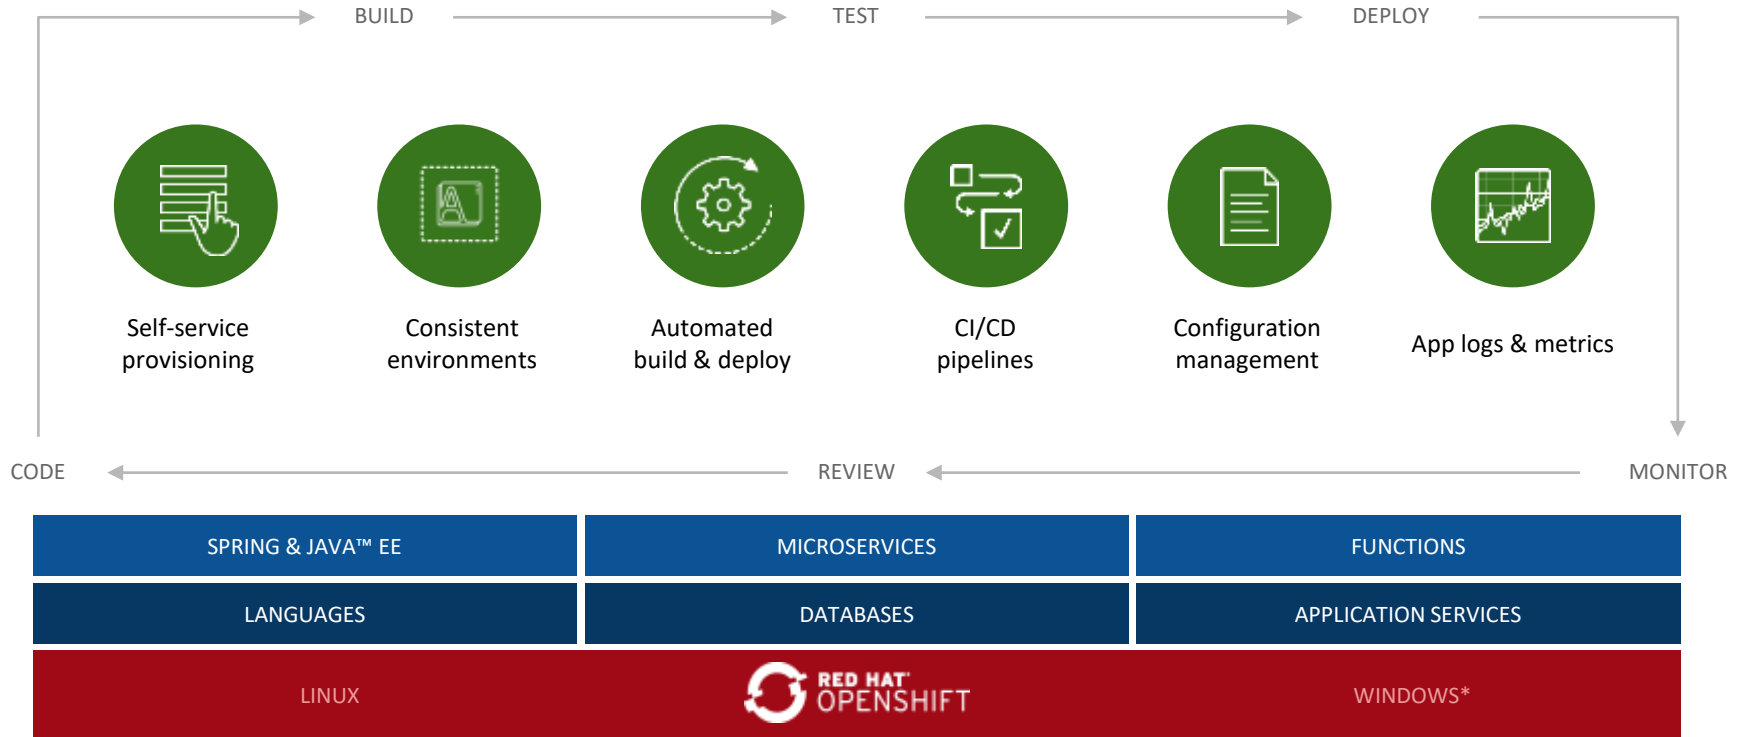 BUILD
TEST
DEPLOY
Self-service
provisioning
Consistent
environments
Automated
build & deploy
CI/CD
pipelines
Configuration
management
App logs & metrics
CODE
REVIEW
MONITOR
SPRING & JAVA™ EE
MICROSERVICES
FUNCTIONS
LANGUAGES
DATABASES
APPLICATION SERVICES
LINUX
RED HAT®
OPENSHIFT
WINDOWS*